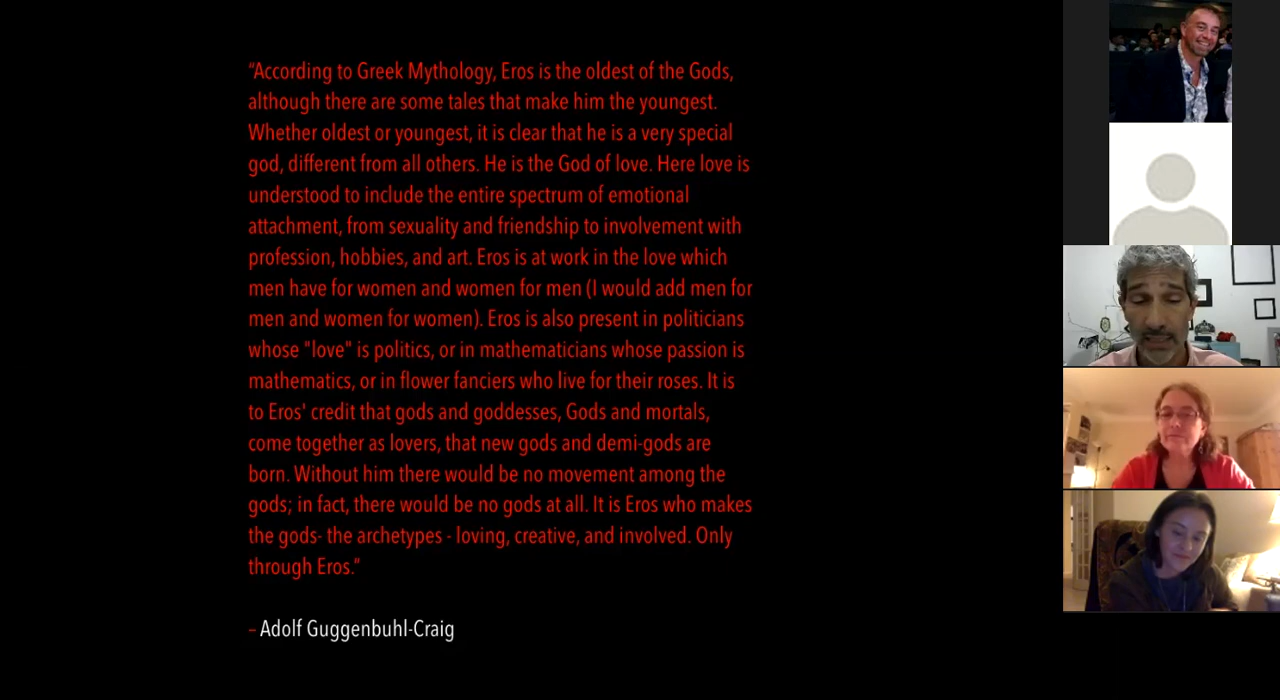 “According to Greek Mythology, Eros is the oldest of the Gods,
although there are some tales that make him the youngest.
Whether oldest or youngest, it is clear that he is a very special
god, different from all others. He is the God of love. Here love is
understood to include the entire spectrum of emotional
attachment, from sexuality and friendship to involvement with
profession, hobbies, and art. Eros is at work in the love which
men have for women and women for men (I would add men for
men and women for women). Eros is also present in politicians
whose "love" is politics, or in mathematicians whose passion is
mathematics, or in flower fanciers who live for their roses. It is
to Eros' credit that gods and goddesses, Gods and mortals,
come together as lovers, that new gods and demi-gods are
born. Without him there would be no movement among the
gods; in fact, there would be no gods at all. It is Eros who makes
the gods- the archetypes - loving, creative, and involved. Only
through Eros.”
– Adolf Guggenbuhl-Craig